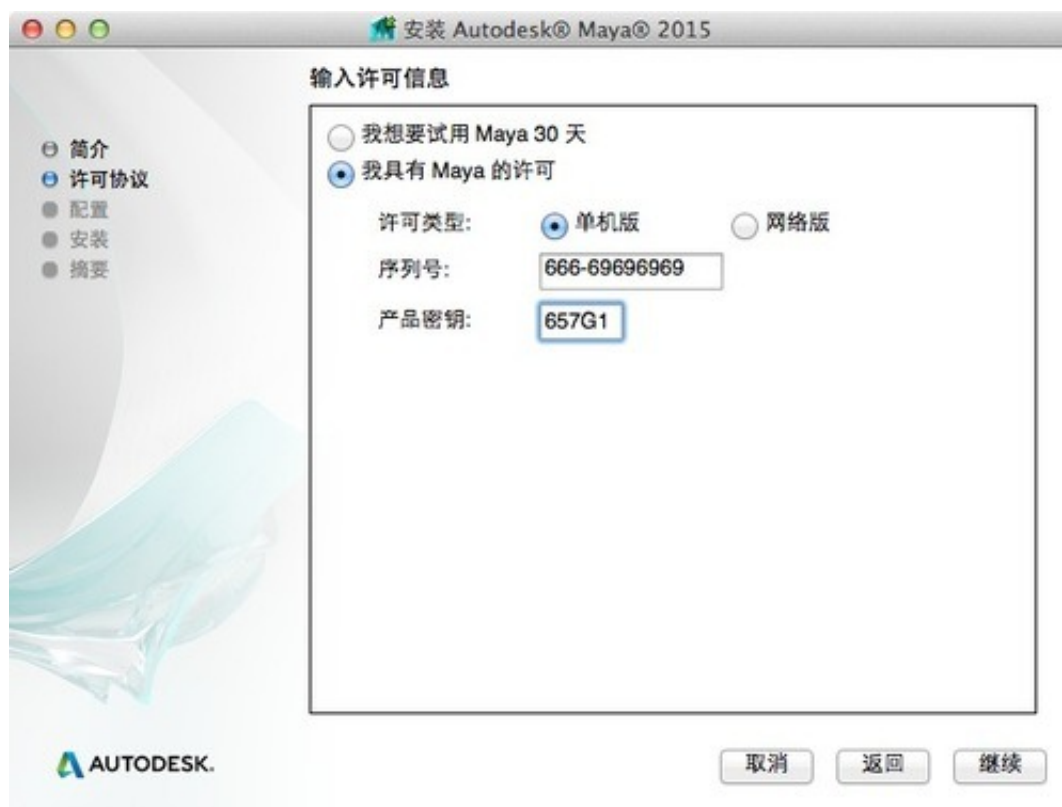 安装 Autodesk® Maya® 2015
输入许可信息
简介
许可协议
配置
安装
摘要
我想要试用 Maya 30 天
我具有 Maya 的许可
许可类型: 单机版 网络版
序列号: 666-69696969
产品密钥: 657G1
AUTODESK.
取消 返回 继续